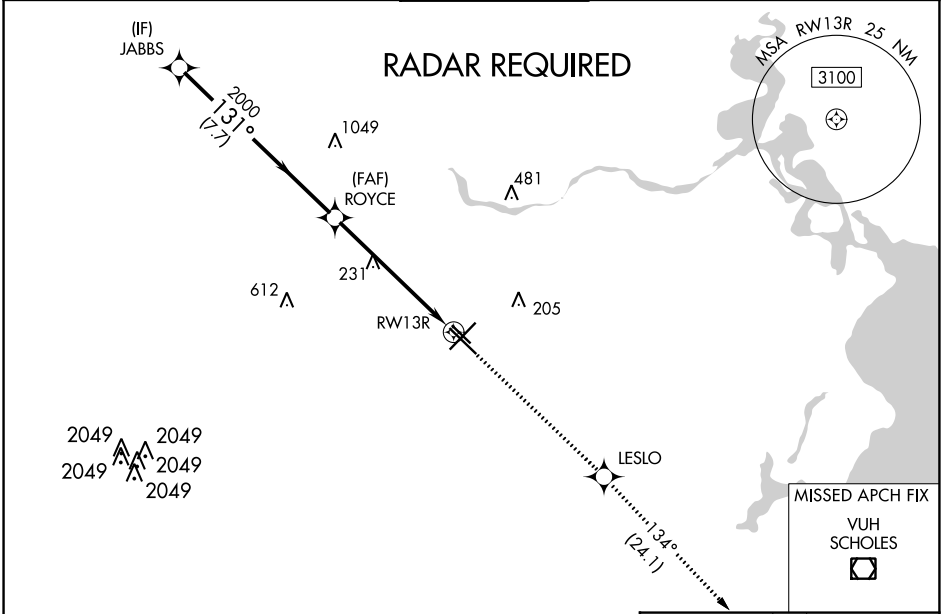 (IF)
JABBS
RADAR REQUIRED
MSA RW13R 25 NM
3100
2000
131°
(7.7)
1049
(FAF)
ROYCE
481
231
612
RW13R
205
2049
2049
2049
2049
2049
LESLO
134°
(24.1)
MISSED APCH FIX
VUH
SCHOLES